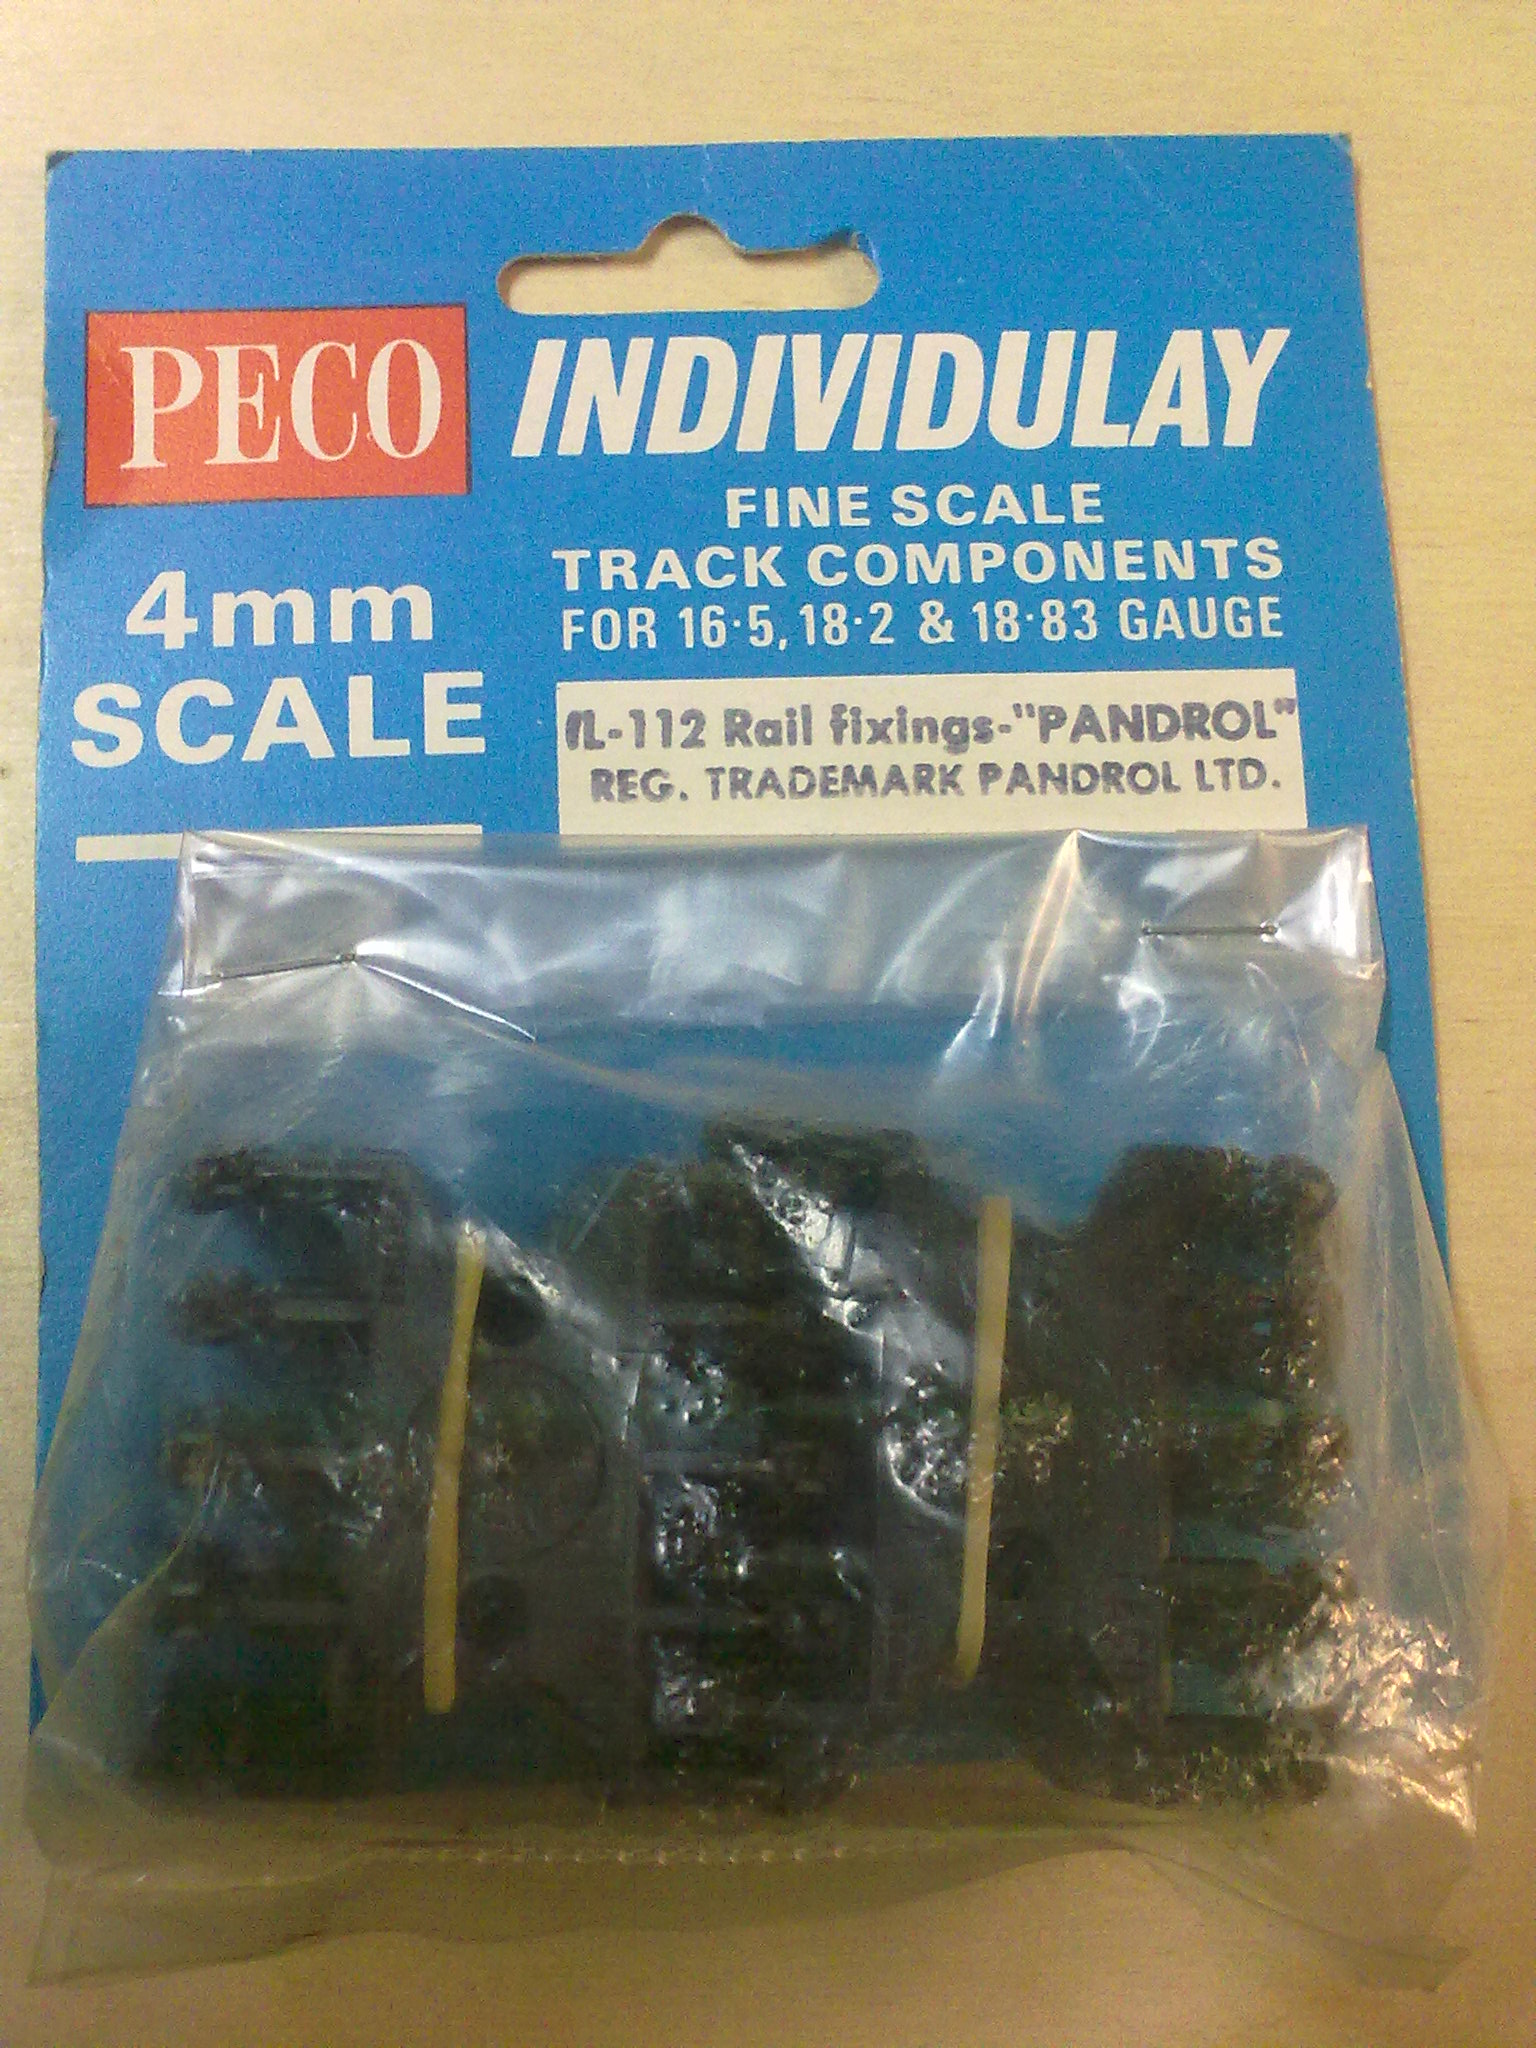 PECO
INDIVIDULAY
FINE SCALE
TRACK COMPONENTS
FOR 16·5, 18·2 & 18·83 GAUGE
4mm
SCALE
IL-112 Rail fixings-"PANDROL"
REG. TRADEMARK PANDROL LTD.